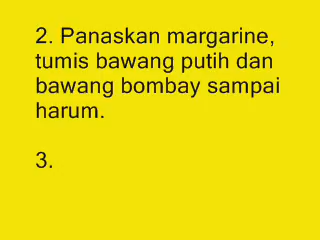 2. Panaskan margarine,
tumis bawang putih dan
bawang bombay sampai
harum.
3.